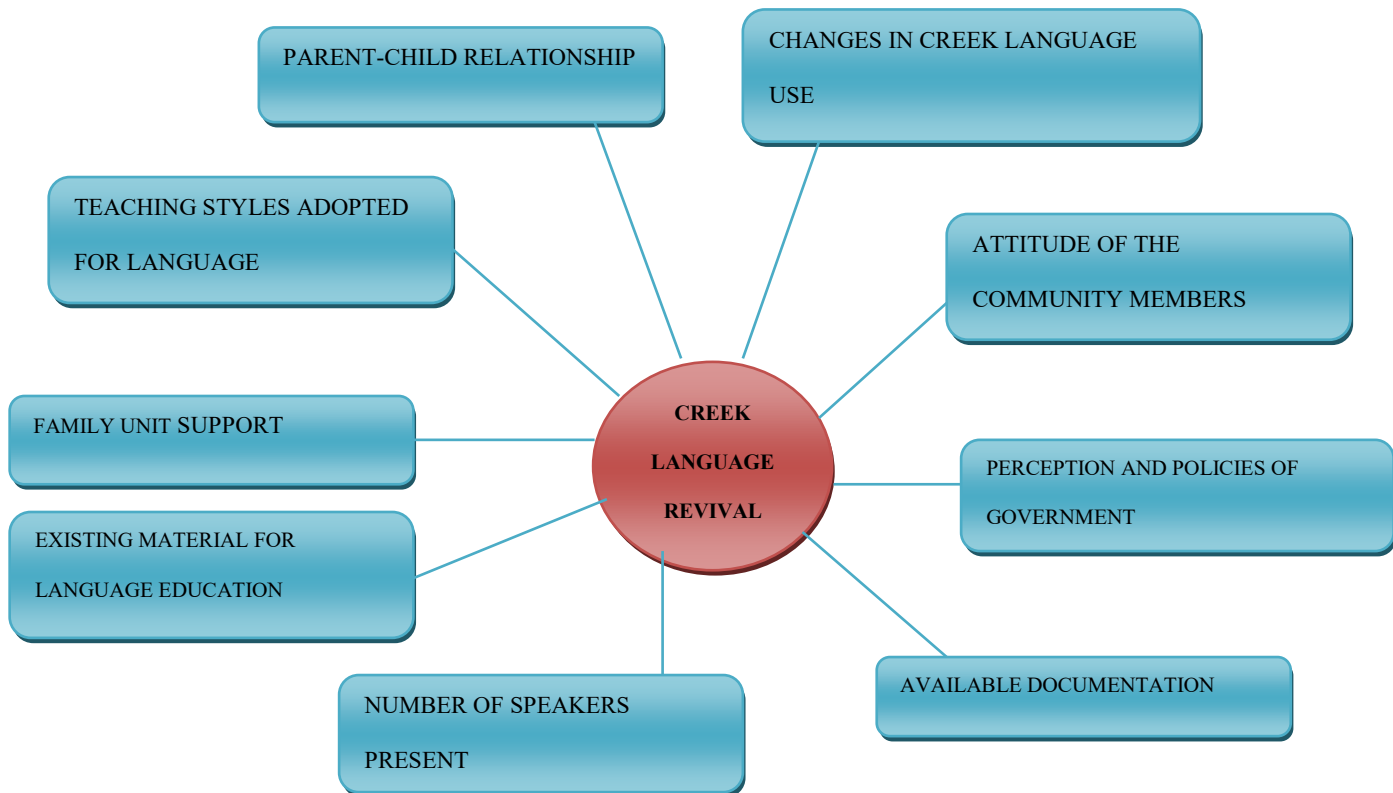 PARENT-CHILD RELATIONSHIP
CHANGES IN CREEK LANGUAGE
USE
TEACHING STYLES ADOPTED
FOR LANGUAGE
ATTITUDE OF THE
COMMUNITY MEMBERS
CREEK
LANGUAGE
REVIVAL
FAMILY UNIT SUPPORT
PERCEPTION AND POLICIES OF
GOVERNMENT
EXISTING MATERIAL FOR
LANGUAGE EDUCATION
AVAILABLE DOCUMENTATION
NUMBER OF SPEAKERS
PRESENT